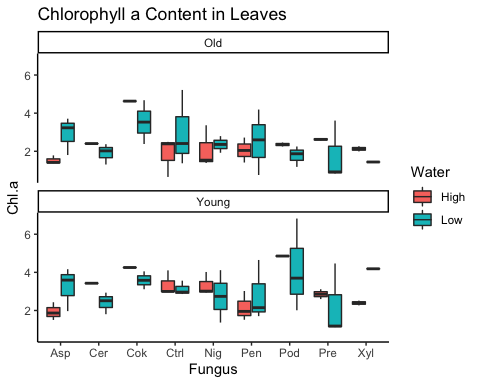 Chlorophyll a Content in Leaves
Old
6
4
2
Young
6
4
2
Chl.a
Asp Cer Cok Ctrl Nig Pen Pod Pre Xyl
Fungus
Water
High
Low